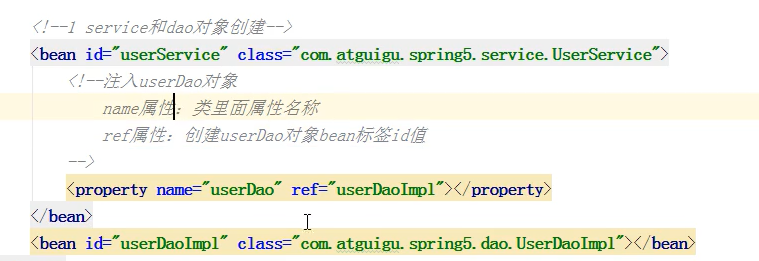 <!--1 service和dao对象创建-->
<bean id="userService" class="com.atguigu.spring5.service.UserService">
<!--注入userDao对象
name属性：类里面属性名称
ref属性：创建userDao对象bean标签id值
-->
<property name="userDao" ref="userDaoImpl"></property>
</bean>
<bean id="userDaoImpl" class="com.atguigu.spring5.dao.UserDaoImpl"></bean>